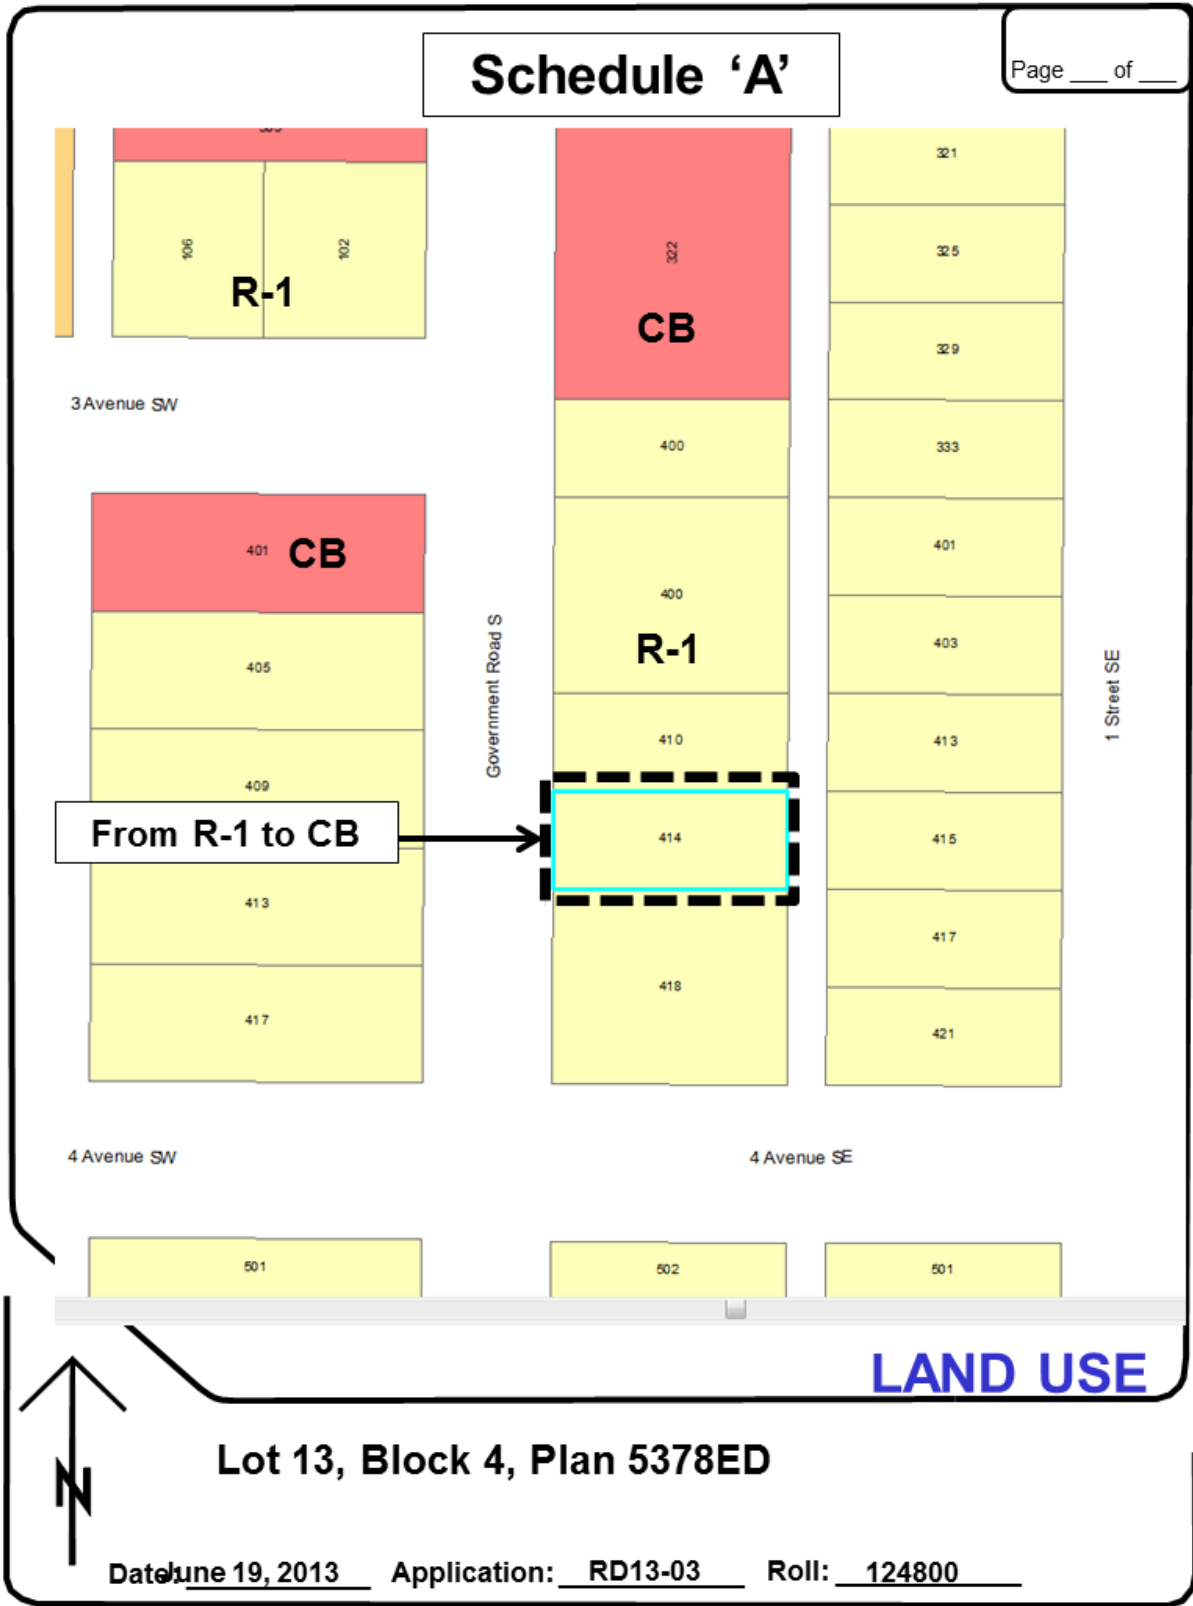 Schedule ‘A’
Page ___ of ___
321
106
102
322
325
R-1
CB
329
3 Avenue SW
400
333
401 CB
401
400
405
403
R-1
Government Road S
1 Street SE
410
413
409
From R-1 to CB
414
415
413
417
418
417
421
4 Avenue SW
4 Avenue SE
501
502
501
LAND USE
N
Lot 13, Block 4, Plan 5378ED
Date: June 19, 2013 Application: RD13-03 Roll: 124800